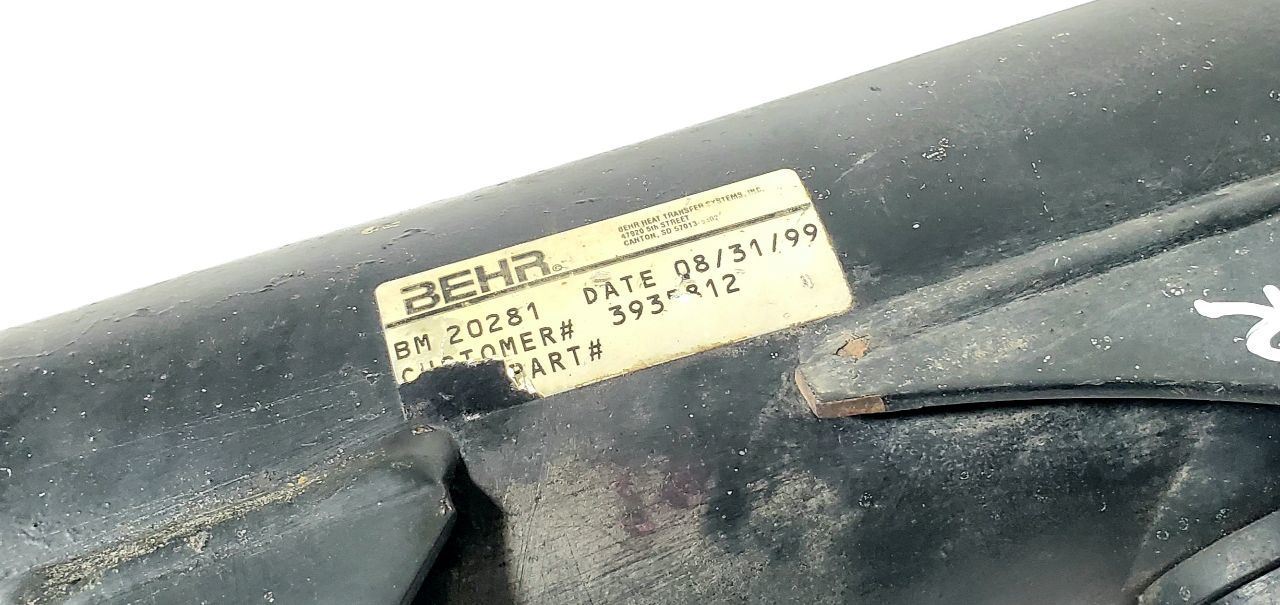 BEHR
BEHR HEAT TRANSFER SYSTEMS, INC.
47920 5th STREET
CANTON, SD
BM 20281 DATE 08/31/99
CUSTOMER#
PART#